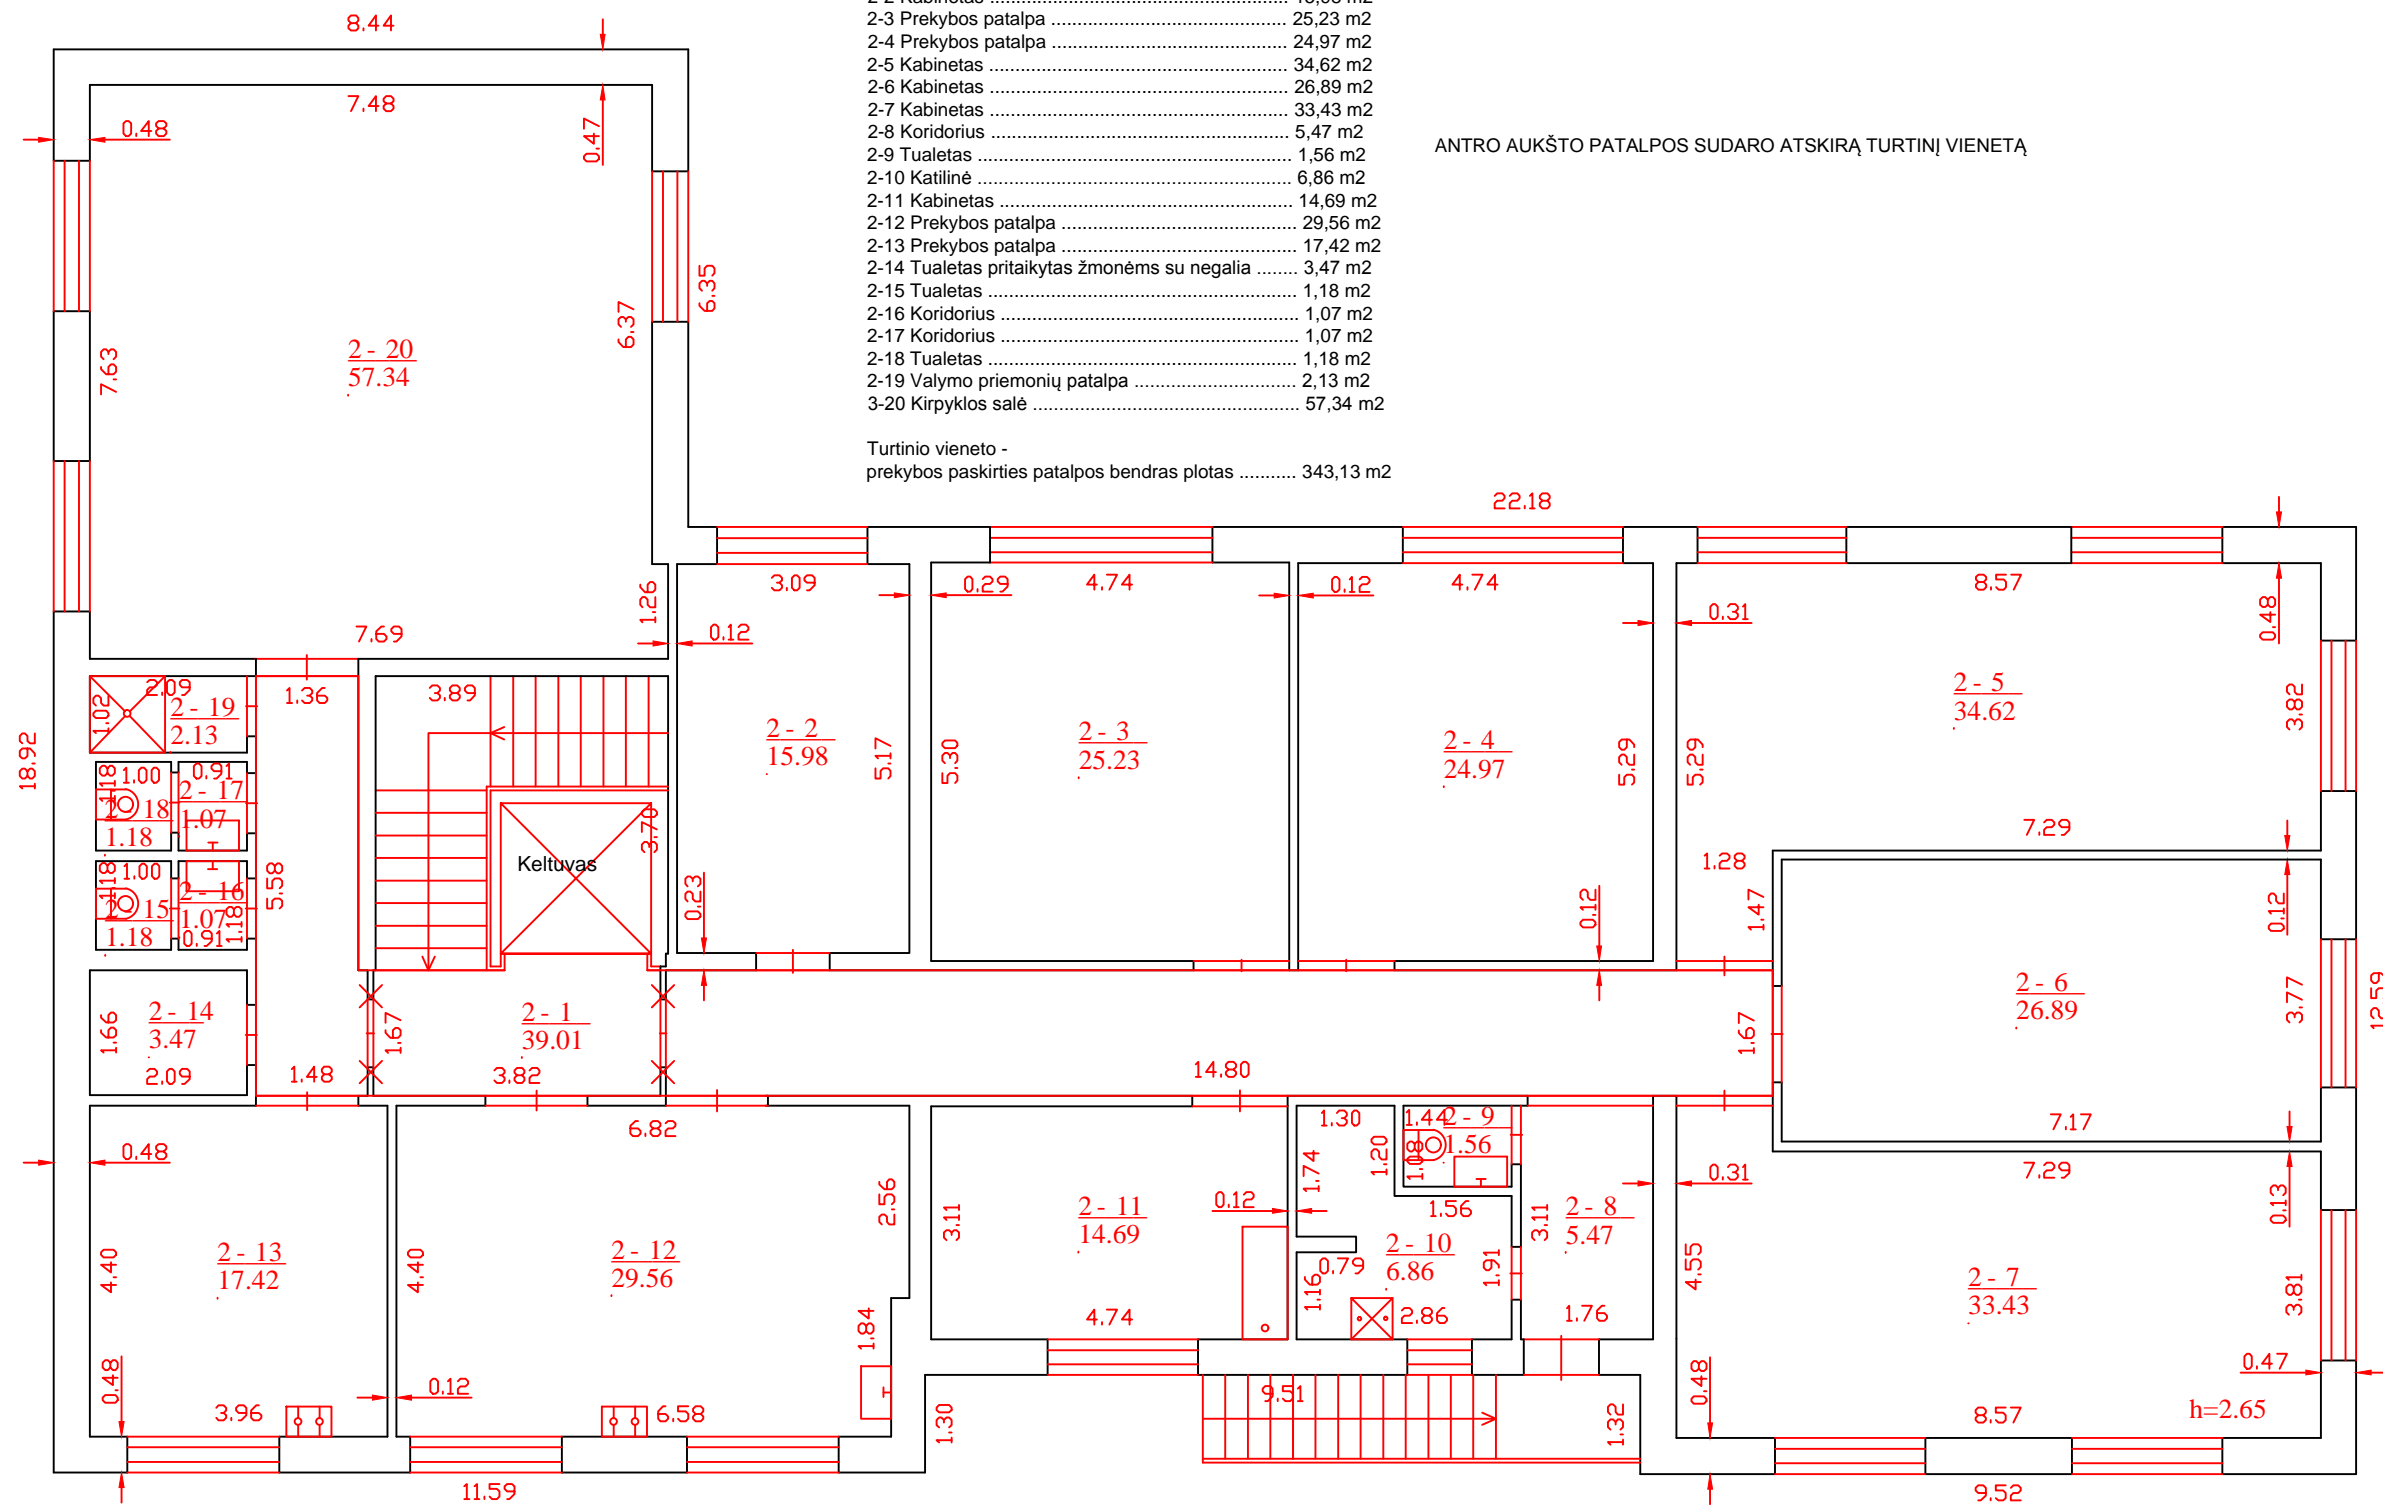 2-3 Prekybos patalpa ............................................. 25,23 m2
2-4 Prekybos patalpa ............................................. 24,97 m2
2-5 Kabinetas ......................................................... 34,62 m2
2-6 Kabinetas ......................................................... 26,89 m2
2-7 Kabinetas ......................................................... 33,43 m2
2-8 Koridorius ......................................................... 5,47 m2
2-9 Tualetas ............................................................ 1,56 m2
2-10 Katilinė ............................................................ 6,86 m2
2-11 Kabinetas ........................................................ 14,69 m2
2-12 Prekybos patalpa ............................................. 29,56 m2
2-13 Prekybos patalpa ............................................. 17,42 m2
2-14 Tualetas pritaikytas žmonėms su negalia ........ 3,47 m2
2-15 Tualetas ........................................................... 1,18 m2
2-16 Koridorius ......................................................... 1,07 m2
2-17 Koridorius ......................................................... 1,07 m2
2-18 Tualetas ........................................................... 1,18 m2
2-19 Valymo priemonių patalpa ............................... 2,13 m2
3-20 Kirpyklos salė ................................................... 57,34 m2
Turtinio vieneto -
prekybos paskirties patalpos bendras plotas ........... 343,13 m2
ANTRO AUKŠTO PATALPOS SUDARO ATSKIRĄ TURTINĮ VIENETĄ
8.44
7.48
0.48
0.47
6.35
6.37
7.63
2 - 20
57.34
1.26
7.69
0.12
22.18
3.09
0.29
4.74
0.12
4.74
0.31
8.57
0.48
18.92
2.09
1.02
2 - 19
2.13
1.36
3.89
2 - 2
15.98
5.17
5.30
2 - 3
25.23
2 - 4
24.97
5.29
5.29
2 - 5
34.62
3.82
1.18
1.00
0.91
2 - 17
1.07
2 - 18
1.18
3.70
Keltuvas
7.29
1.28
1.47
0.12
1.18
1.00
2 - 16
1.07
2 - 15
1.18
0.91
1.18
5.58
0.23
0.12
2 - 14
3.47
1.66
2.09
1.48
1.67
2 - 1
39.01
3.82
14.80
1.67
2 - 6
26.89
3.77
12.59
7.17
0.48
6.82
2.56
1.30
1.20
1.74
1.44
2 - 9
1.56
1.08
0.31
7.29
0.13
2 - 13
17.42
4.40
4.40
2 - 12
29.56
3.11
2 - 11
14.69
0.12
1.56
2 - 10
6.86
0.79
1.16
1.91
3.11
2 - 8
5.47
4.55
2 - 7
33.43
3.81
1.84
4.74
2.86
1.76
0.48
0.12
3.96
6.58
1.30
9.51
1.32
0.48
0.47
8.57
h=2.65
11.59
9.52